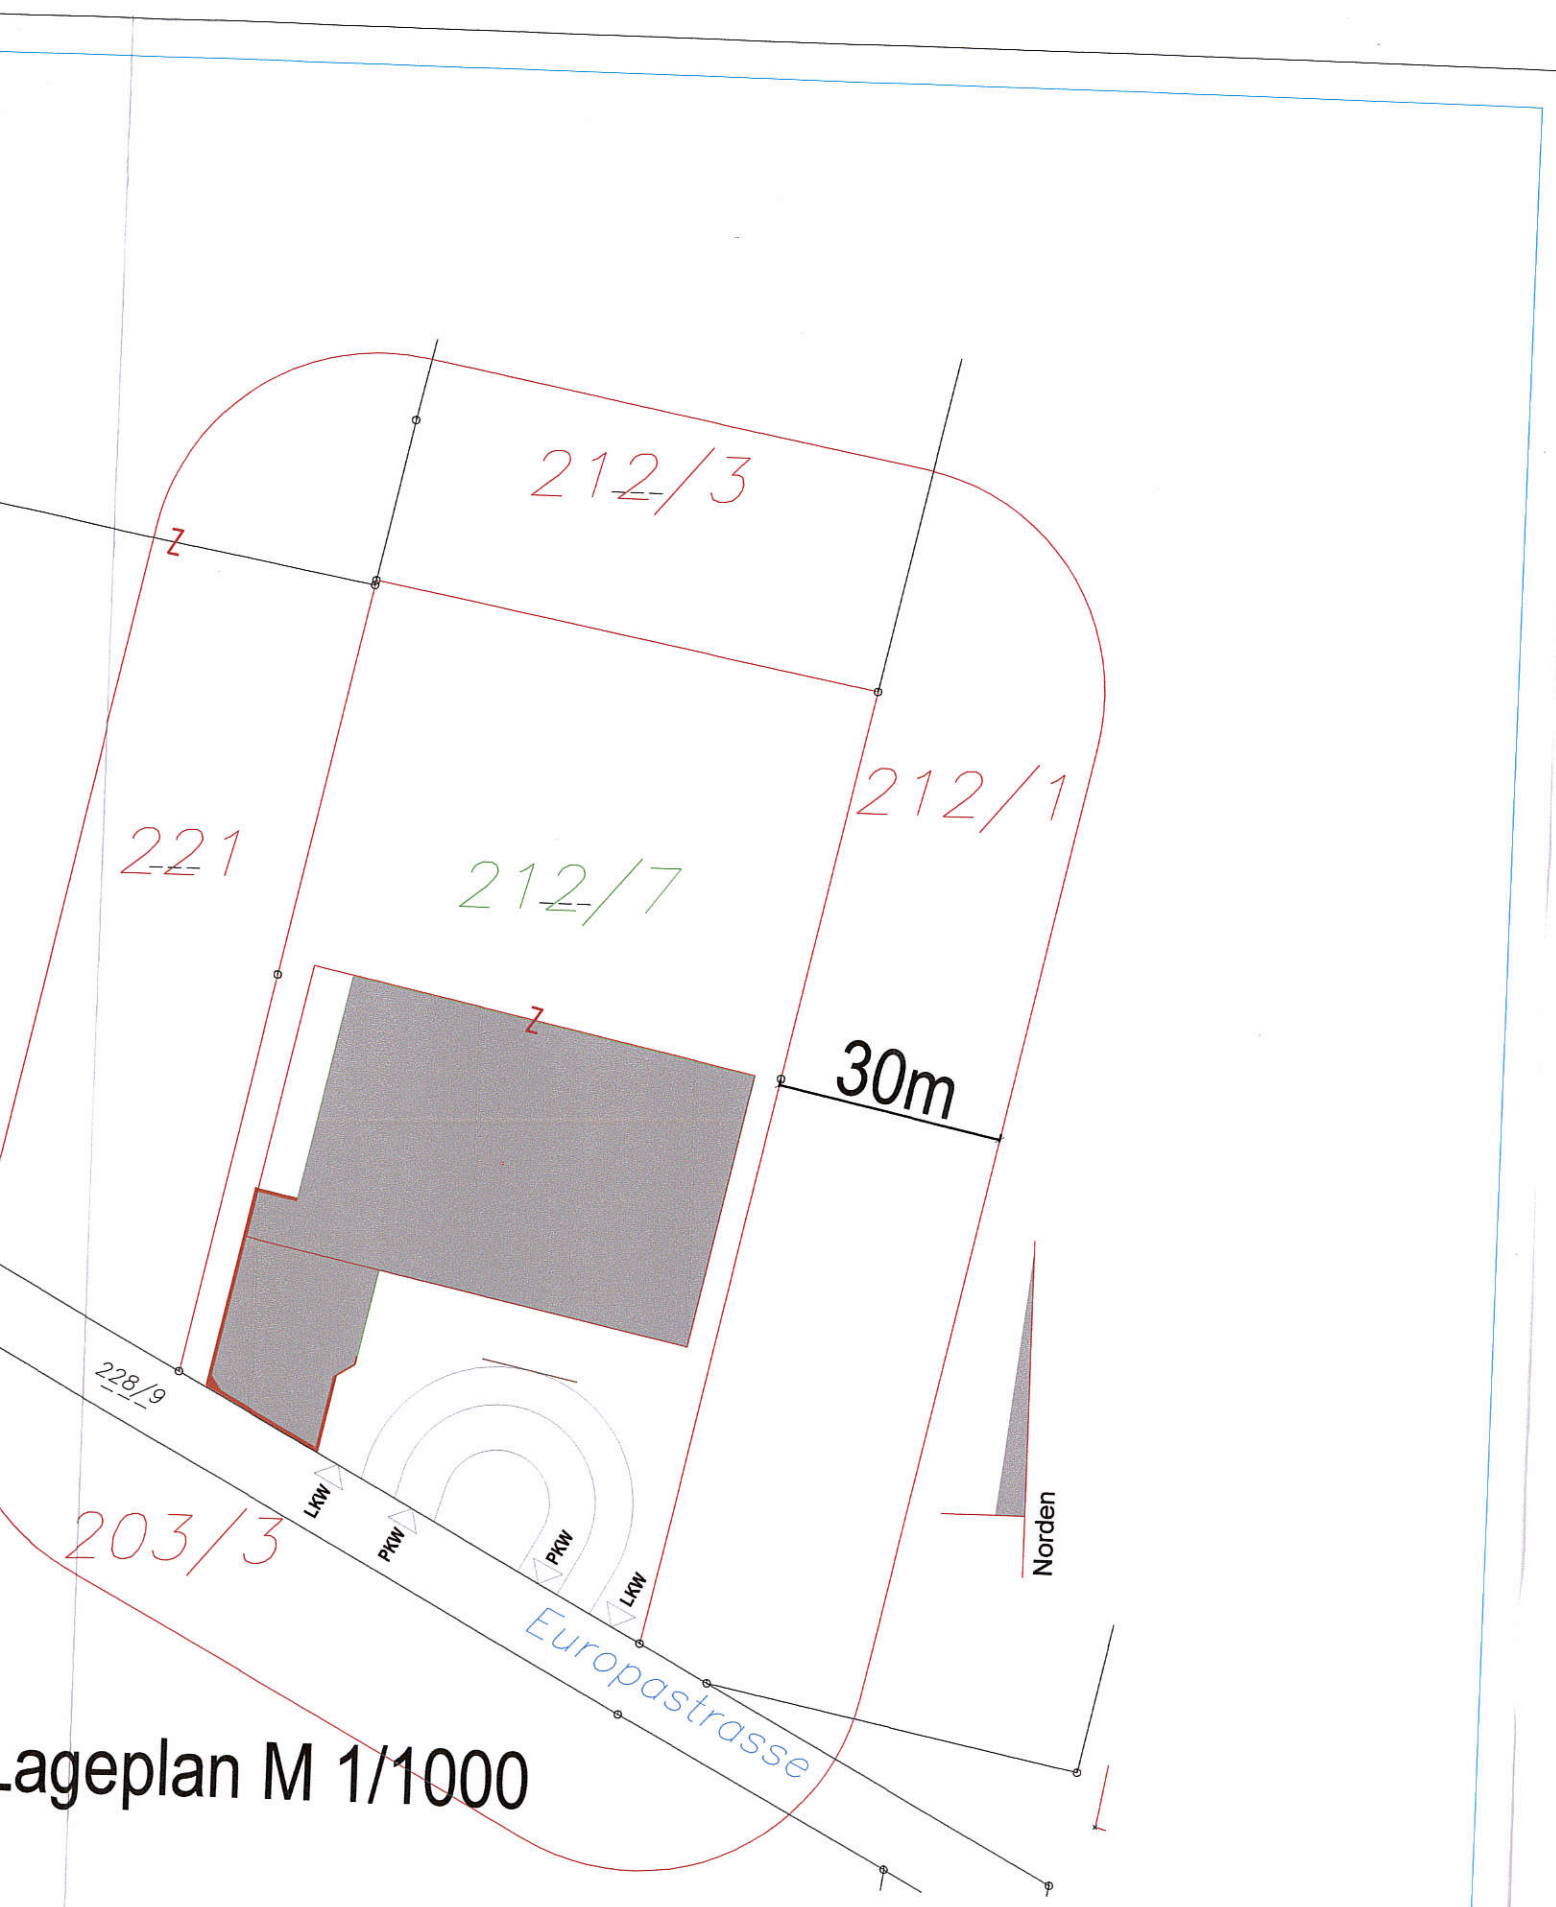 212/3
Z
212/1
221
212/7
Z
30m
228/9
LKW
PKW
PKW
LKW
Norden
203/3
Europastrasse
Lageplan M 1/1000